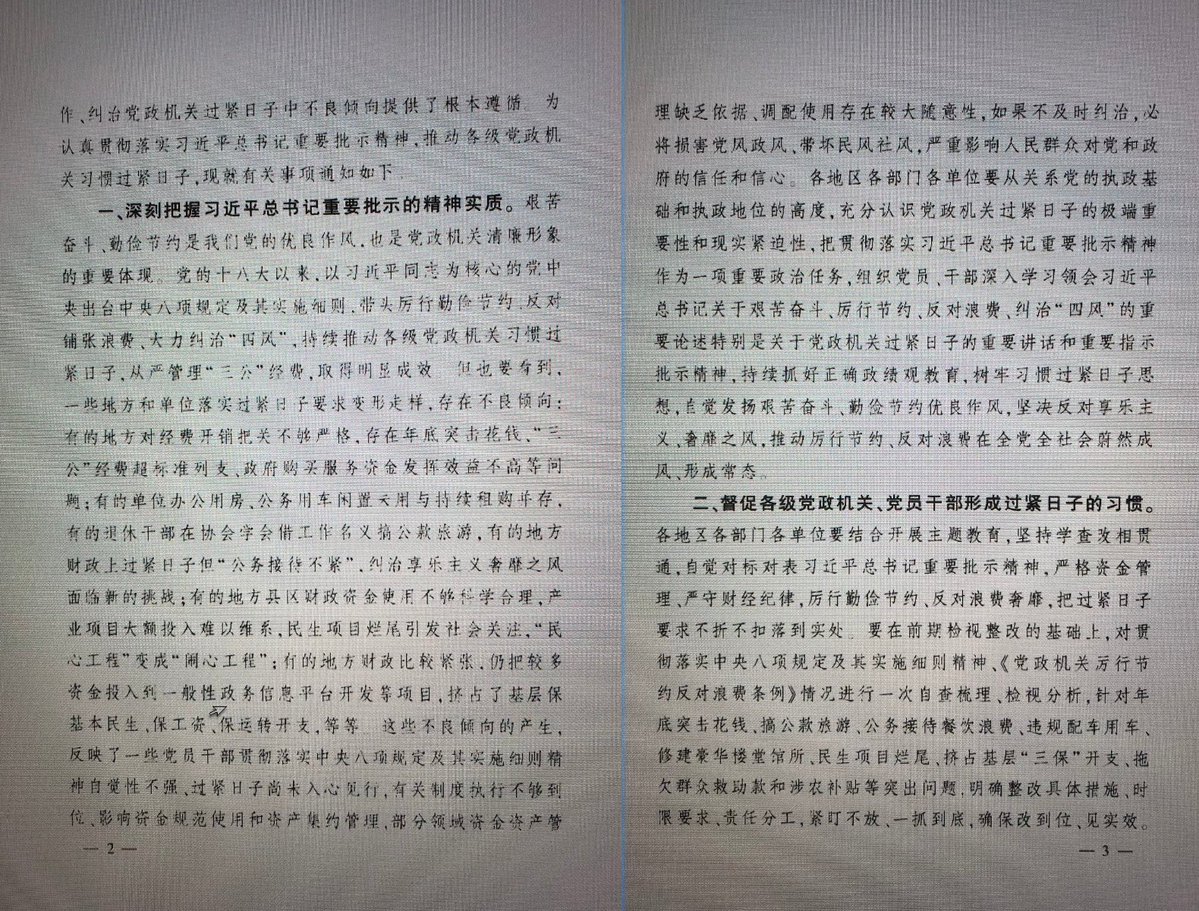 作、纠治党政机关过紧日子中不良倾向提供了根本遵循。为
认真贯彻落实习近平总书记重要批示精神,推动各级党政机
关习惯过紧日子,现就有关事项通知如下
一、深刻把握习近平总书记重要批示的精神实质。艰苦
奋斗、勤俭节约是我们党的优良作风,也是党政机关清廉形象
的重要体现。党的十八大以来,以习近平同志为核心的党中
央出台中央八项规定及其实施细则,带头厉行勤俭节约、反对
铺张浪费、大力纠治“四风”,持续推动各级党政机关习惯过
紧日子,从严管理“三公”经费,取得明显成效 但也要看到,
一些地方和单位落实过紧日子要求变形走样,存在不良倾向:
有的地方对经费开销把关不够严格,存在年底突击花钱、“三
公”经费超标准列支、政府购买服务资金发挥效益不高等问
题;有的单位办公用房、公务用车闲置无用与持续租购并存,
有的退休干部在协会学会借工作名义搞公款旅游,有的地方
财政上过紧日子但“公务接待不紧”,纠治享乐主义奢靡之风
面临新的挑战;有的地方县区财政资金使用不够科学合理,产
业项目大额投入难以维系,民生项目烂尾引发社会关注,“民
心工程”变成“闹心工程”;有的地方财政比较紧张,仍把较多
资金投入到一般性政务信息平台开发等项目,挤占了基层保
基本民生、保工资、保运转开支,等等 这些不良倾向的产生,
反映了一些党员干部贯彻落实中央八项规定及其实施细则精
神自觉性不强、过紧日子尚未入心见行,有关制度执行不够到
位、影响资金规范使用和资产集约管理,部分领域资金资产管
— 2 —
理缺乏依据、调配使用存在较大随意性,如果不及时纠治,必
将损害党风政风、带坏民风社风,严重影响人民群众对党和政
府的信任和信心。各地区各部门各单位要从关系党的执政基
础和执政地位的高度,充分认识党政机关过紧日子的极端重
要性和现实紧迫性,把贯彻落实习近平总书记重要批示精神
作为一项重要政治任务,组织党员、干部深入学习领会习近平
总书记关于艰苦奋斗、厉行节约、反对浪费、纠治“四风”的重
要论述特别是关于党政机关过紧日子的重要讲话和重要指示
批示精神,持续抓好正确政绩观教育,树牢习惯过紧日子思
想,自觉发扬艰苦奋斗、勤俭节约优良作风,坚决反对享乐主
义、奢靡之风,推动厉行节约、反对浪费在全党全社会蔚然成
风、形成常态。
二、督促各级党政机关、党员干部形成过紧日子的习惯。
各地区各部门各单位要结合开展主题教育,坚持学查改相贯
通,自觉对标对表习近平总书记重要批示精神,严格资金管
理、严守财经纪律,厉行勤俭节约、反对浪费奢靡,把过紧日子
要求不折不扣落到实处 要在前期检视整改的基础上,对贯
彻落实中央八项规定及其实施细则精神、《党政机关厉行节
约反对浪费条例》情况进行一次自查梳理、检视分析,针对年
底突击花钱、搞公款旅游、公务接待餐饮浪费、违规配车用车、
修建豪华楼堂馆所、民生项目烂尾、挤占基层“三保”开支、拖
欠群众救助款和涉农补贴等突出问题,明确整改具体措施、时
限要求、责任分工,紧盯不放、一抓到底,确保改到位、见实效。
— 3 —